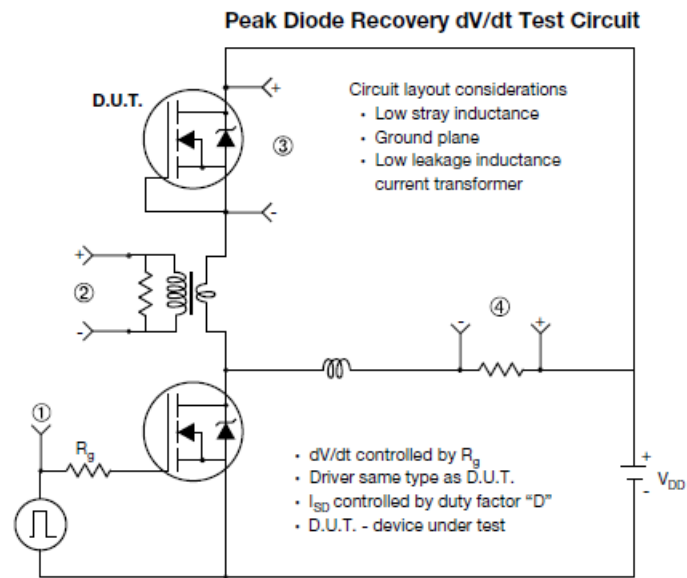 Peak Diode Recovery dV/dt Test Circuit
D.U.T.
+
Circuit layout considerations
• Low stray inductance
• Ground plane
• Low leakage inductance
current transformer
③
-
+
②
-
④
-
+
①
Rg
• dV/dt controlled by Rg
• Driver same type as D.U.T.
• ISD controlled by duty factor “D”
• D.U.T. - device under test
+
VDD
-